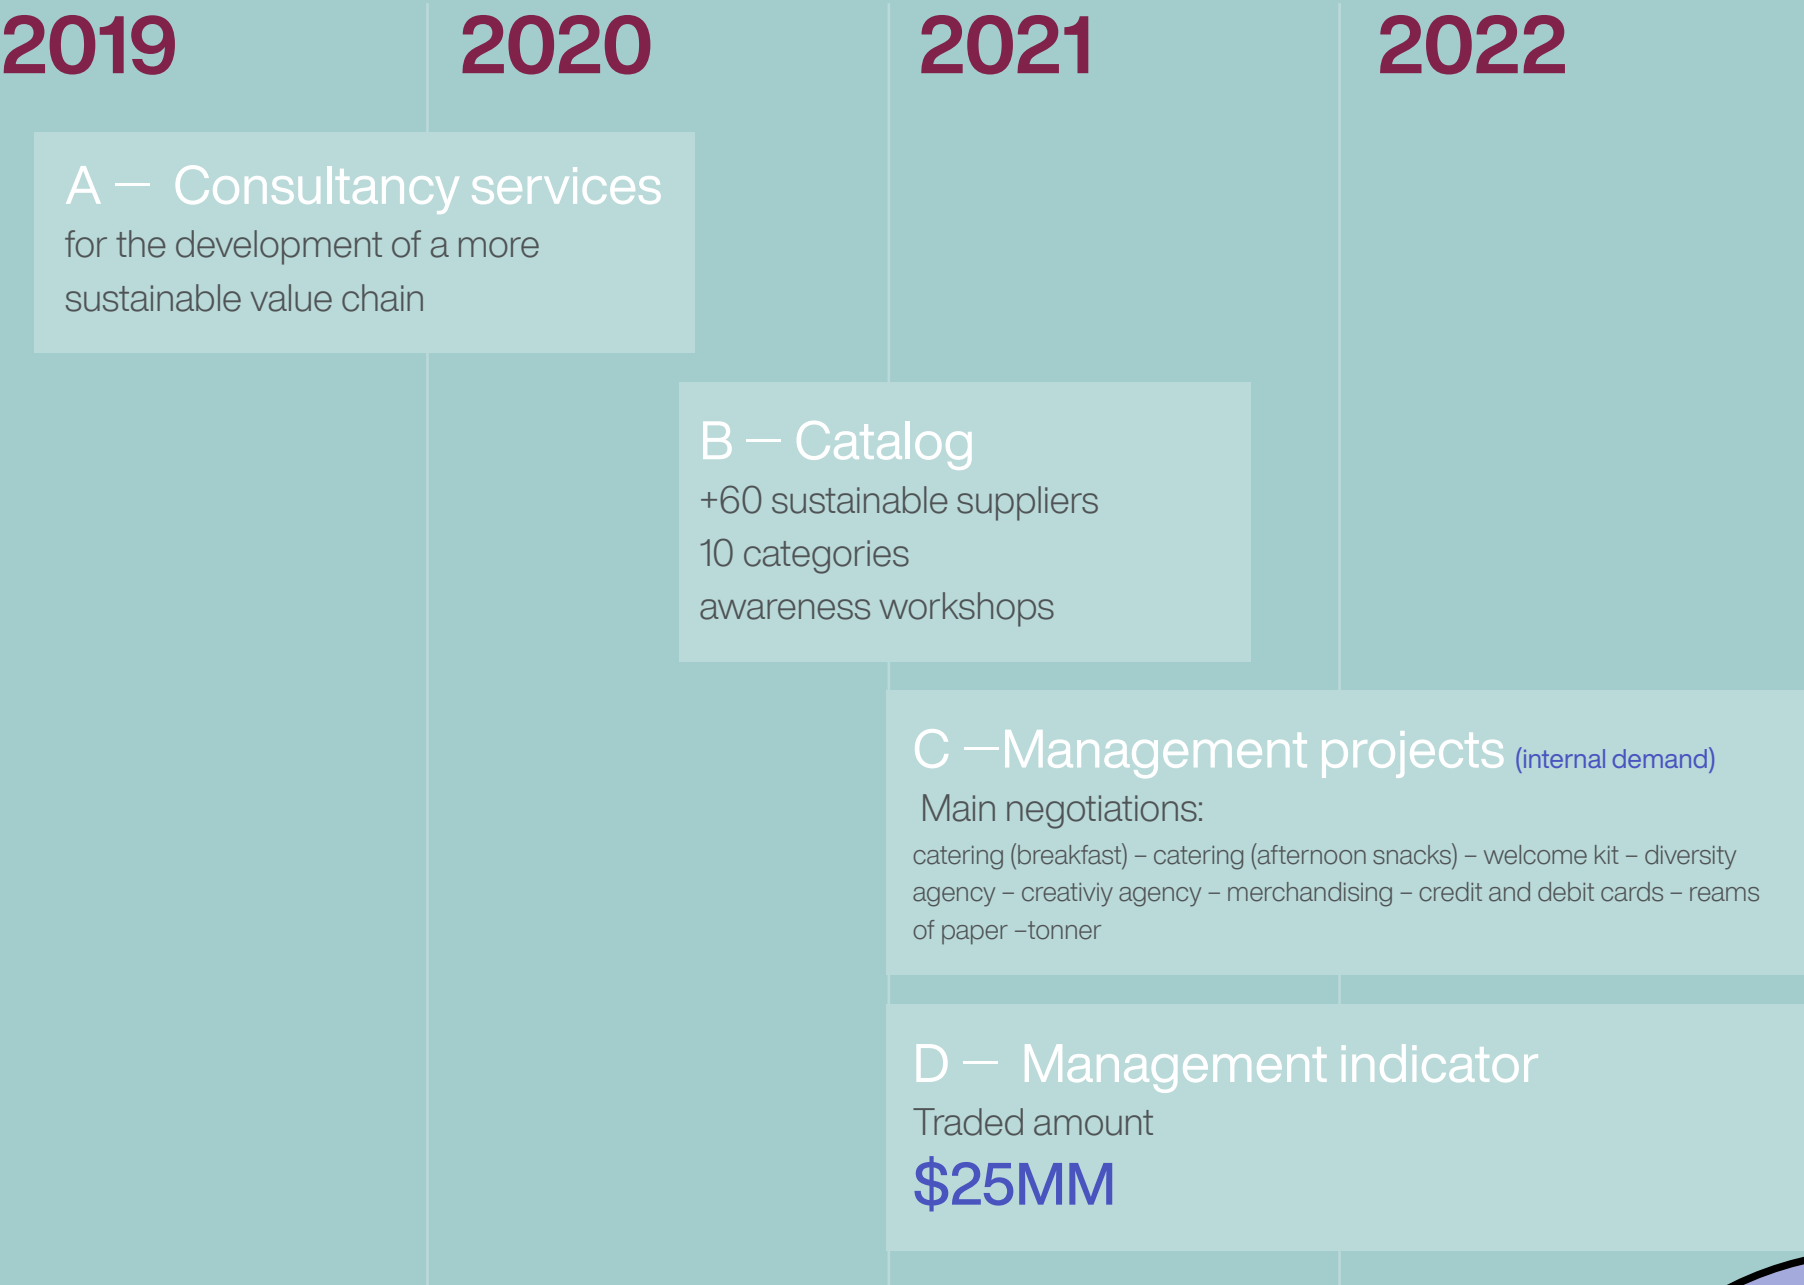 2019 2020 2021 2022
A — Consultancy services
for the development of a more
sustainable value chain
B — Catalog
+60 sustainable suppliers
10 categories
awareness workshops
C —Management projects (internal demand)
Main negotiations:
catering (breakfast) – catering (afternoon snacks) – welcome kit – diversity
agency – creativiy agency – merchandising – credit and debit cards – reams
of paper –tonner
D — Management indicator
Traded amount
$25MM